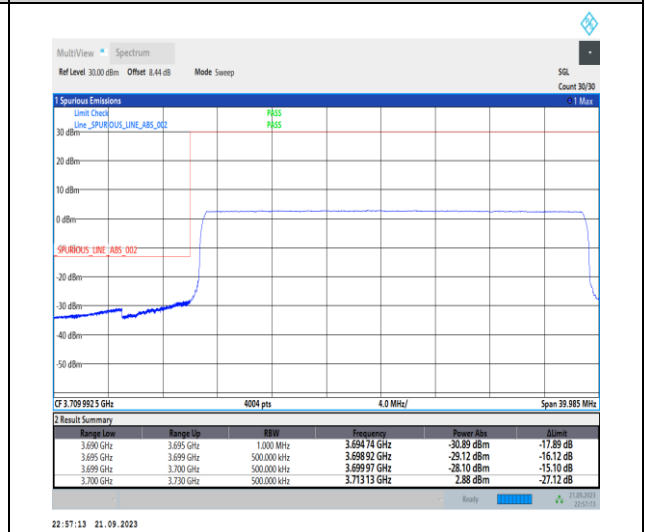 MultiView Spectrum
Ref Level 30.00 dBm Offset 8.44 dB Mode Sweep SGL
Count 30/30
1 Spurious Emissions 1 Max
Limit Check PASS
Line _SPURIOUS_LINE_ABS_002 PASS
30 dBm
20 dBm
10 dBm
0 dBm
_SPURIOUS_LINE_ABS_002
-20 dBm
-30 dBm
-40 dBm
-50 dBm
CF 3.709 992 5 GHz 4004 pts 4.0 MHz/ Span 39.985 MHz
2 Result Summary
Range Low Range Up RBW Frequency Power Abs ΔLimit
3.690 GHz 3.695 GHz 1.000 MHz 3.694 74 GHz -30.89 dBm -17.89 dB
3.695 GHz 3.699 GHz 500.000 kHz 3.698 92 GHz -29.12 dBm -16.12 dB
3.699 GHz 3.700 GHz 500.000 kHz 3.699 97 GHz -28.10 dBm -15.10 dB
3.700 GHz 3.730 GHz 500.000 kHz 3.713 13 GHz 2.88 dBm -27.12 dB
Ready 21.09.2023
22:57:13
22:57:13 21.09.2023